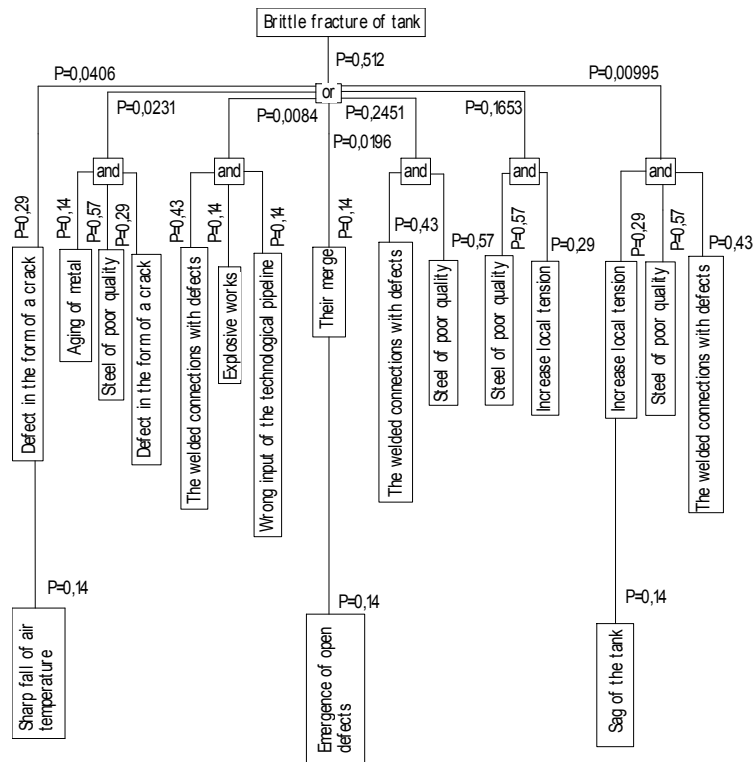 Brittle fracture of tank
P=0,512
P=0,0406
P=0,00995
or
P=0,0231
P=0,0084
P=0,2451
P=0,1653
P=0,0196
and
and
and
and
and
P=0,29
P=0,14
P=0,57
P=0,29
P=0,43
P=0,14
P=0,14
P=0,14
P=0,43
P=0,57
P=0,57
P=0,29
P=0,29
P=0,57
P=0,43
Defect in the form of a crack
Aging of metal
Steel of poor quality
Defect in the form of a crack
The welded connections with defects
Explosive works
Wrong input of the technological pipeline
Their merge
The welded connections with defects
Steel of poor quality
Steel of poor quality
Increase local tension
Increase local tension
Steel of poor quality
The welded connections with defects
P=0,14
P=0,14
P=0,14
Sharp fall of air
temperature
Emergence of open
defects
Sag of the tank